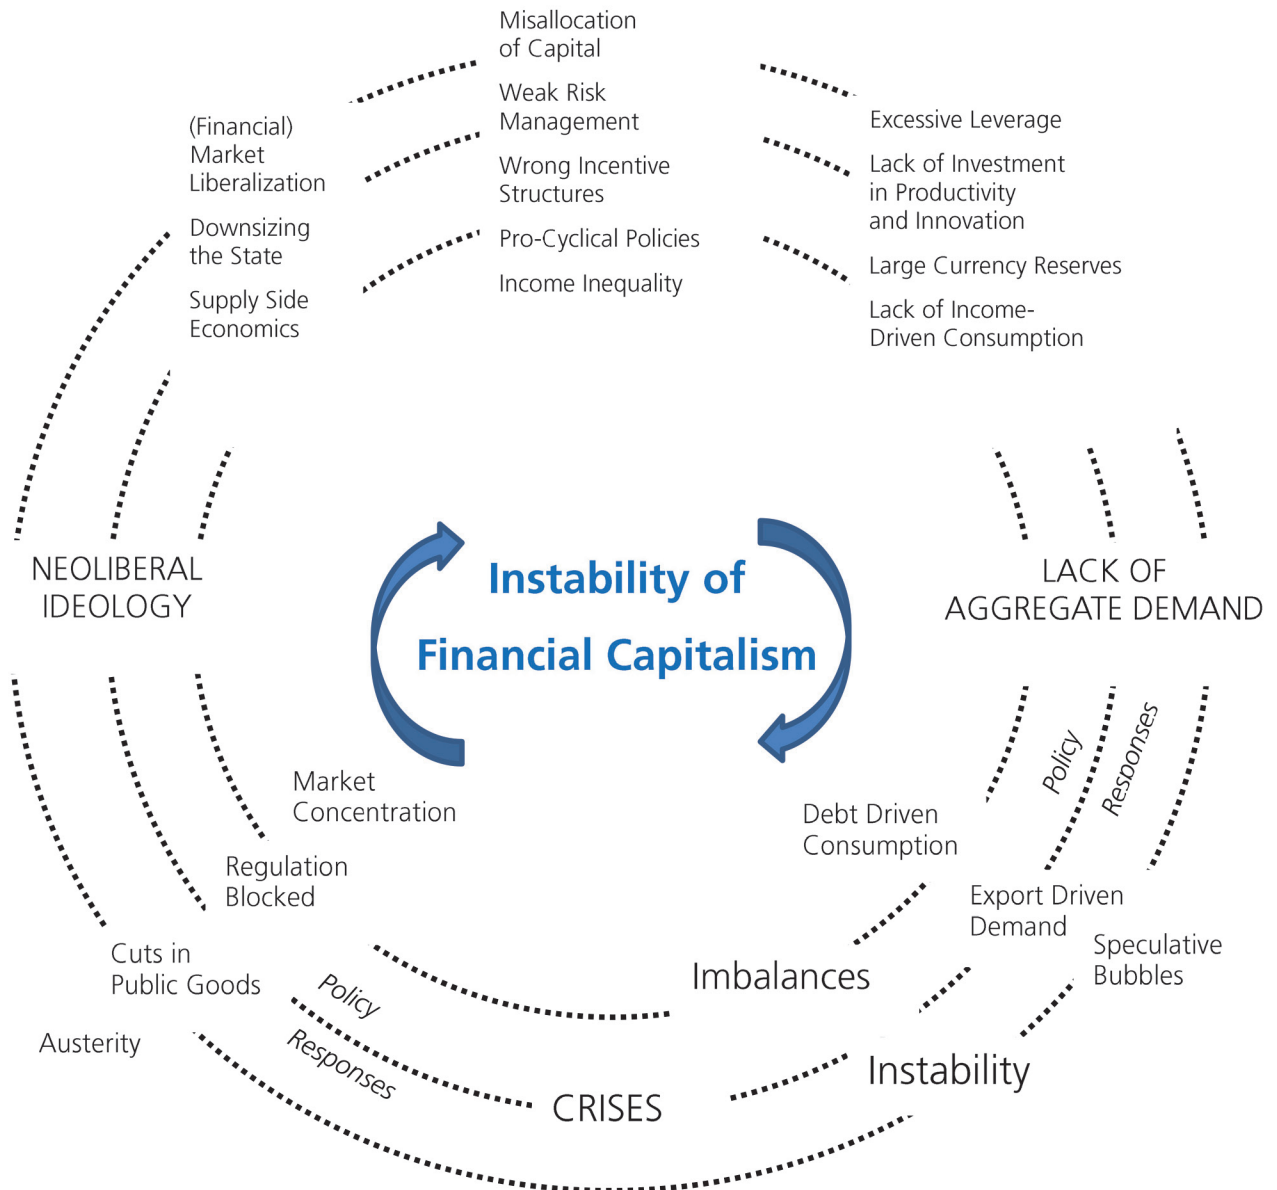 Misallocation
of Capital
Weak Risk
Management
Wrong Incentive
Structures
Pro-Cyclical Policies
Income Inequality
(Financial)
Market
Liberalization
Downsizing
the State
Supply Side
Economics
Excessive Leverage
Lack of Investment
in Productivity
and Innovation
Large Currency Reserves
Lack of Income-
Driven Consumption
NEOLIBERAL
IDEOLOGY
Instability of
Financial Capitalism
LACK OF
AGGREGATE DEMAND
Policy
Responses
Market
Concentration
Debt Driven
Consumption
Regulation
Blocked
Export Driven
Demand
Speculative
Bubbles
Cuts in
Public Goods
Austerity
Policy
Responses
Imbalances
Instability
CRISES